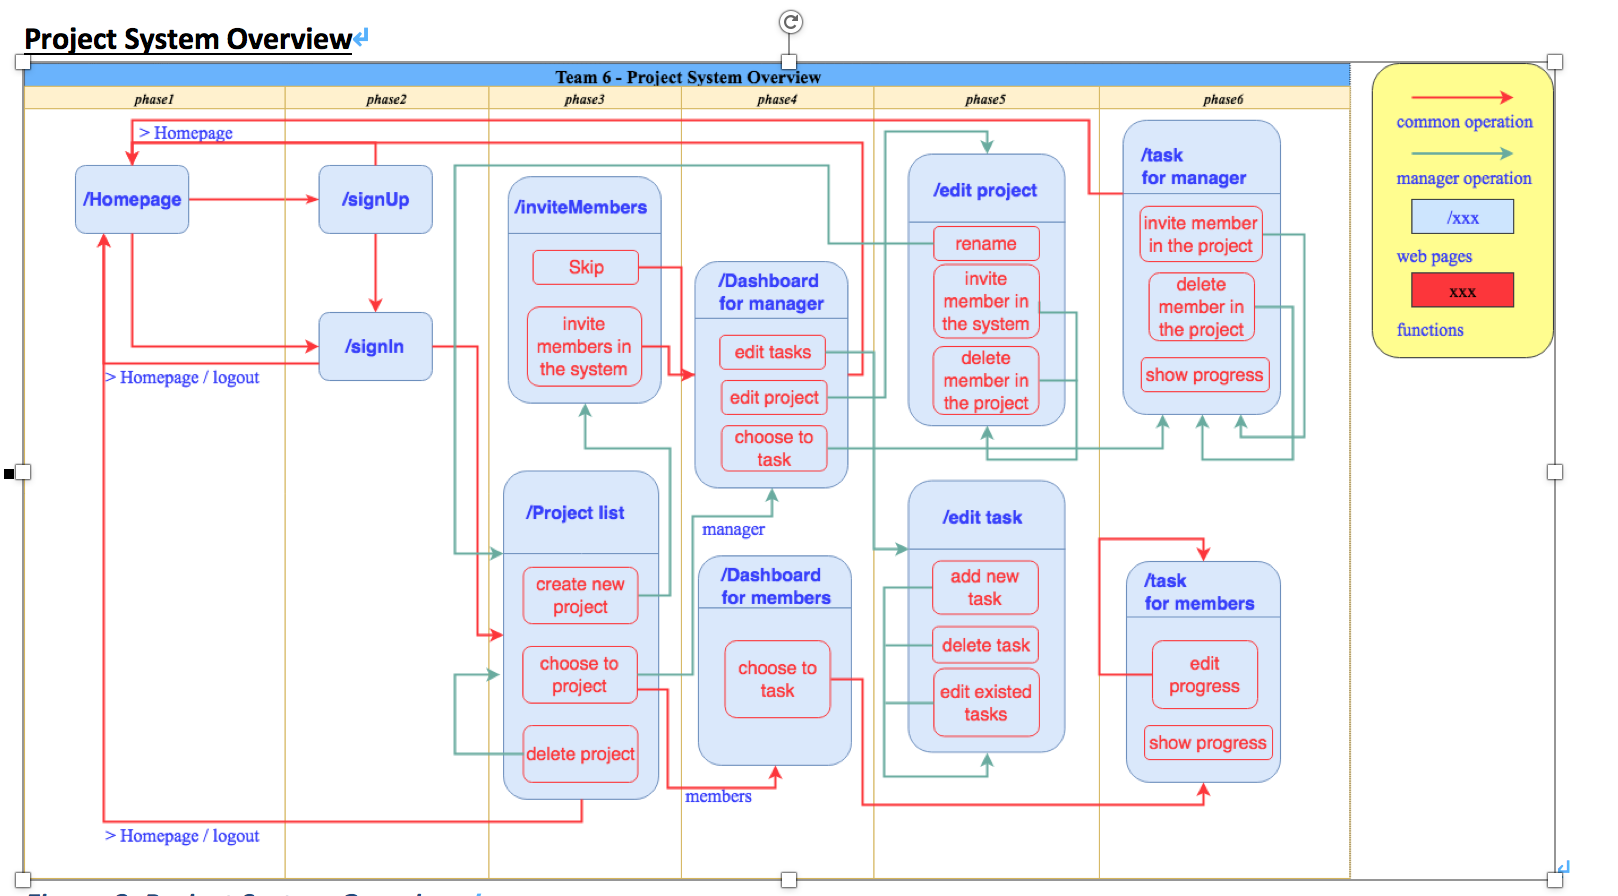 Project System Overview
Team 6 - Project System Overview
phase1
phase2
phase3
phase4
phase5
phase6
> Homepage
/Homepage
/signUp
/signIn
> Homepage / logout
> Homepage / logout
/inviteMembers
Skip
invite
members in
the system
/Project list
create new
project
choose to
project
delete project
/Dashboard
for manager
edit tasks
edit project
choose to
task
manager
/Dashboard
for members
choose to
task
members
/edit project
rename
invite
member in
the system
delete
member in
the project
/edit task
add new
task
delete task
edit existed
tasks
/task
for manager
invite member
in the project
delete
member in
the project
show progress
/task
for members
edit
progress
show progress
common operation
manager operation
/xxx
web pages
xxx
functions